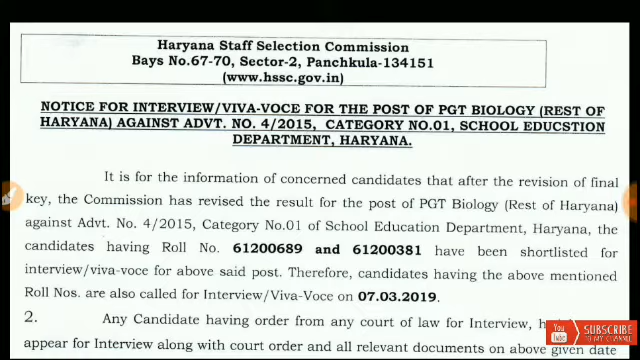 Haryana Staff Selection Commission
Bays No.67-70, Sector-2, Panchkula-134151
(www.hssc.gov.in)
NOTICE FOR INTERVIEW/VIVA-VOCE FOR THE POST OF PGT BIOLOGY (REST OF
HARYANA) AGAINST ADVT. NO. 4/2015, CATEGORY NO.01, SCHOOL EDUCSTION
DEPARTMENT, HARYANA.
It is for the information of concerned candidates that after the revision of final
key, the Commission has revised the result for the post of PGT Biology (Rest of Haryana)
against Advt. No. 4/2015, Category No.01 of School Education Department, Haryana, the
candidates having Roll No. 61200689 and 61200381 have been shortlisted for
interview/viva-voce for above said post. Therefore, candidates having the above mentioned
Roll Nos. are also called for Interview/Viva-Voce on 07.03.2019.
2. Any Candidate having order from any court of law for Interview,
appear for Interview along with court order and all relevant documents on above given date
You Tube SUBSCRIBE
TO MY CHANNEL